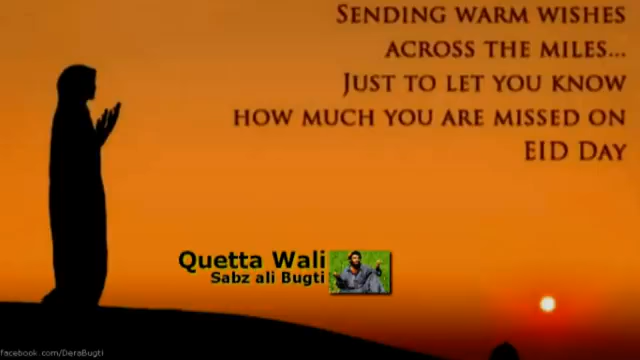 SENDING WARM WISHES
ACROSS THE MILES...
JUST TO LET YOU KNOW
HOW MUCH YOU ARE MISSED ON
EID DAY
Quetta Wali
Sabz ali Bugti
facebook.com/DeraBugti